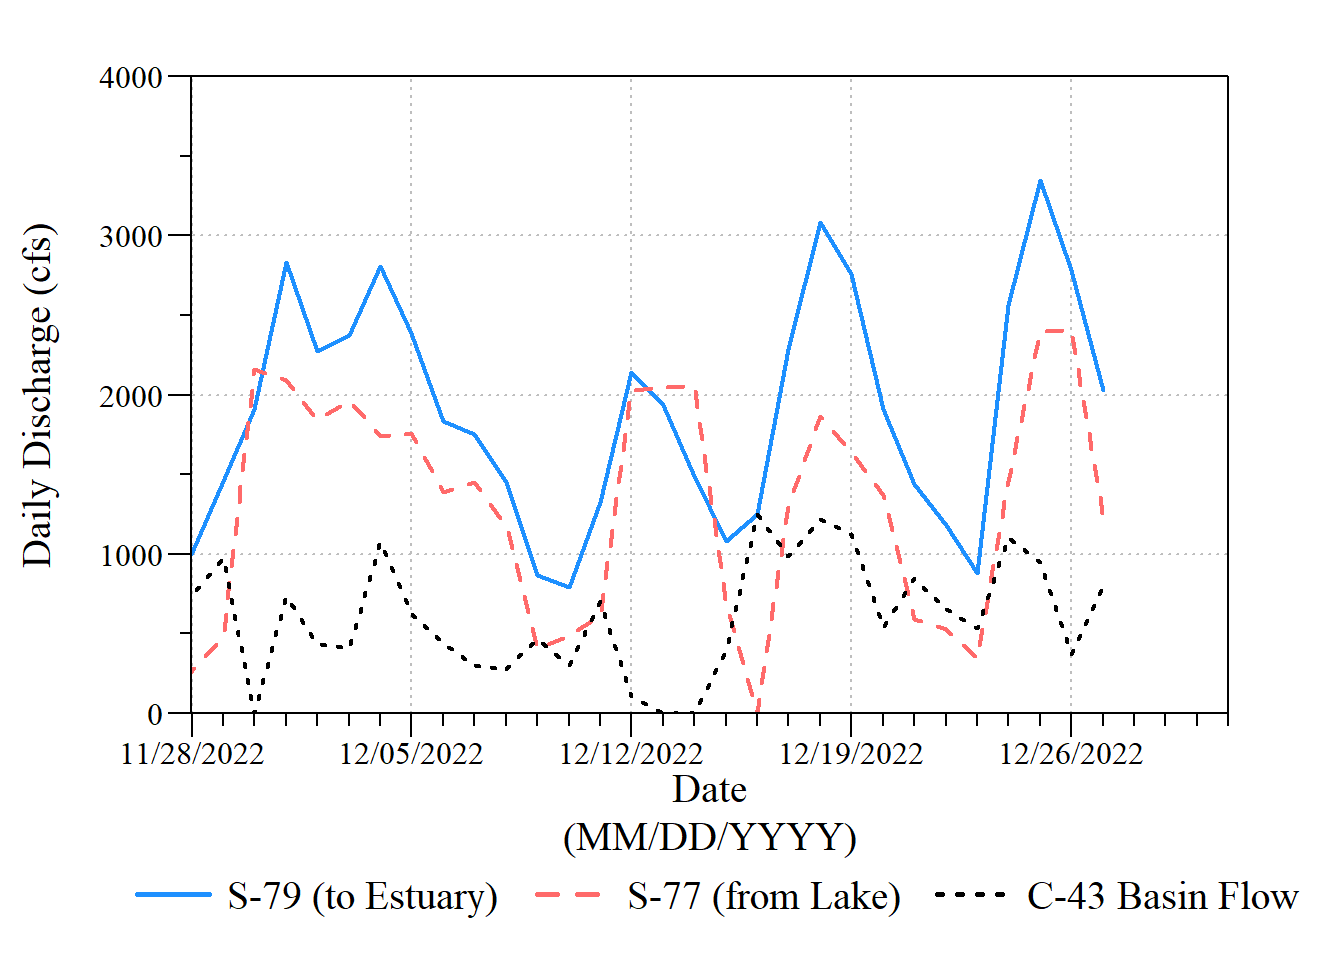 4000
3000
2000
1000
0
Daily Discharge (cfs)
11/28/2022 12/05/2022 12/12/2022 12/19/2022 12/26/2022
Date
(MM/DD/YYYY)
S-79 (to Estuary) S-77 (from Lake) C-43 Basin Flow